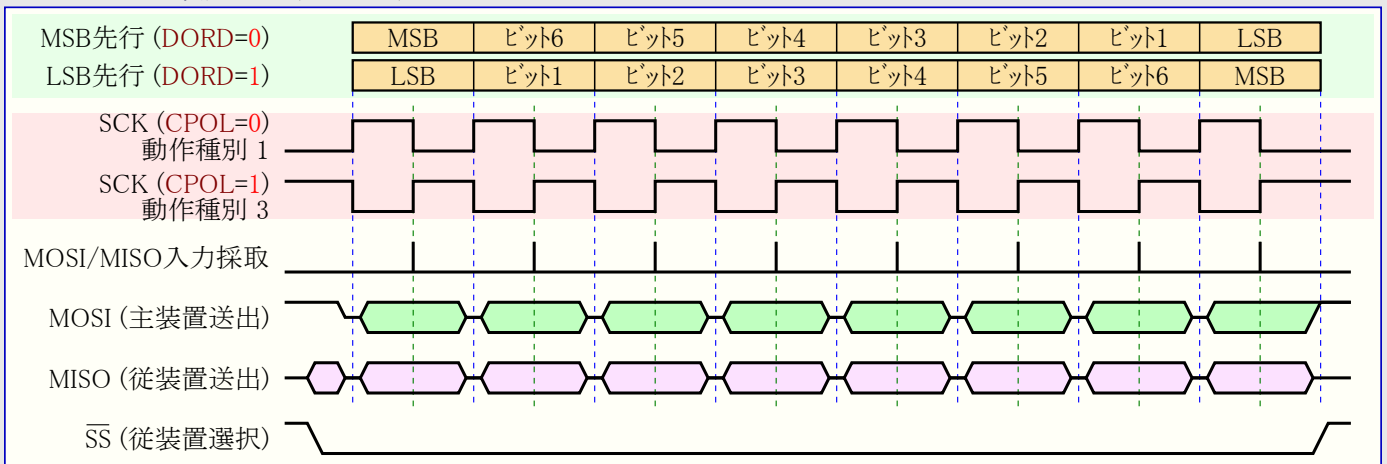 MSB先行 (DORD=0) MSB ﾋﾞｯﾄ6 ﾋﾞｯﾄ5 ﾋﾞｯﾄ4 ﾋﾞｯﾄ3 ﾋﾞｯﾄ2 ﾋﾞｯﾄ1 LSB
LSB先行 (DORD=1) LSB ﾋﾞｯﾄ1 ﾋﾞｯﾄ2 ﾋﾞｯﾄ3 ﾋﾞｯﾄ4 ﾋﾞｯﾄ5 ﾋﾞｯﾄ6 MSB
SCK (CPOL=0)
動作種別 1
SCK (CPOL=1)
動作種別 3
MOSI/MISO入力採取
MOSI (主装置送出)
MISO (従装置送出)
S̅S̅ (従装置選択)